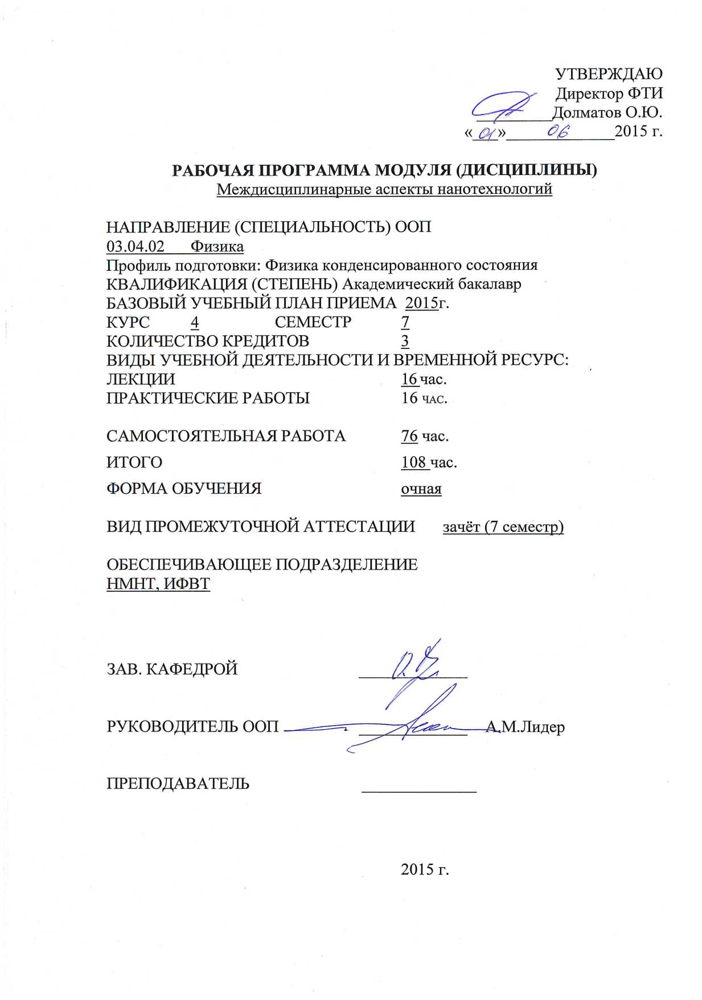 УТВЕРЖДАЮ
Директор ФТИ
_________Долматов О.Ю.
«01» 06 2015 г.
РАБОЧАЯ ПРОГРАММА МОДУЛЯ (ДИСЦИПЛИНЫ)
Междисциплинарные аспекты нанотехнологий
НАПРАВЛЕНИЕ (СПЕЦИАЛЬНОСТЬ) ООП
03.04.02 Физика
Профиль подготовки: Физика конденсированного состояния
КВАЛИФИКАЦИЯ (СТЕПЕНЬ) Академический бакалавр
БАЗОВЫЙ УЧЕБНЫЙ ПЛАН ПРИЕМА 2015г.
КУРС 4 СЕМЕСТР 7
КОЛИЧЕСТВО КРЕДИТОВ 3
ВИДЫ УЧЕБНОЙ ДЕЯТЕЛЬНОСТИ И ВРЕМЕННОЙ РЕСУРС:
ЛЕКЦИИ 16 час.
ПРАКТИЧЕСКИЕ РАБОТЫ 16 ЧАС.
САМОСТОЯТЕЛЬНАЯ РАБОТА 76 час.
ИТОГО 108 час.
ФОРМА ОБУЧЕНИЯ очная
ВИД ПРОМЕЖУТОЧНОЙ АТТЕСТАЦИИ зачёт (7 семестр)
ОБЕСПЕЧИВАЮЩЕЕ ПОДРАЗДЕЛЕНИЕ
НМНТ, ИФВТ
ЗАВ. КАФЕДРОЙ
РУКОВОДИТЕЛЬ ООП А.М.Лидер
ПРЕПОДАВАТЕЛЬ
2015 г.